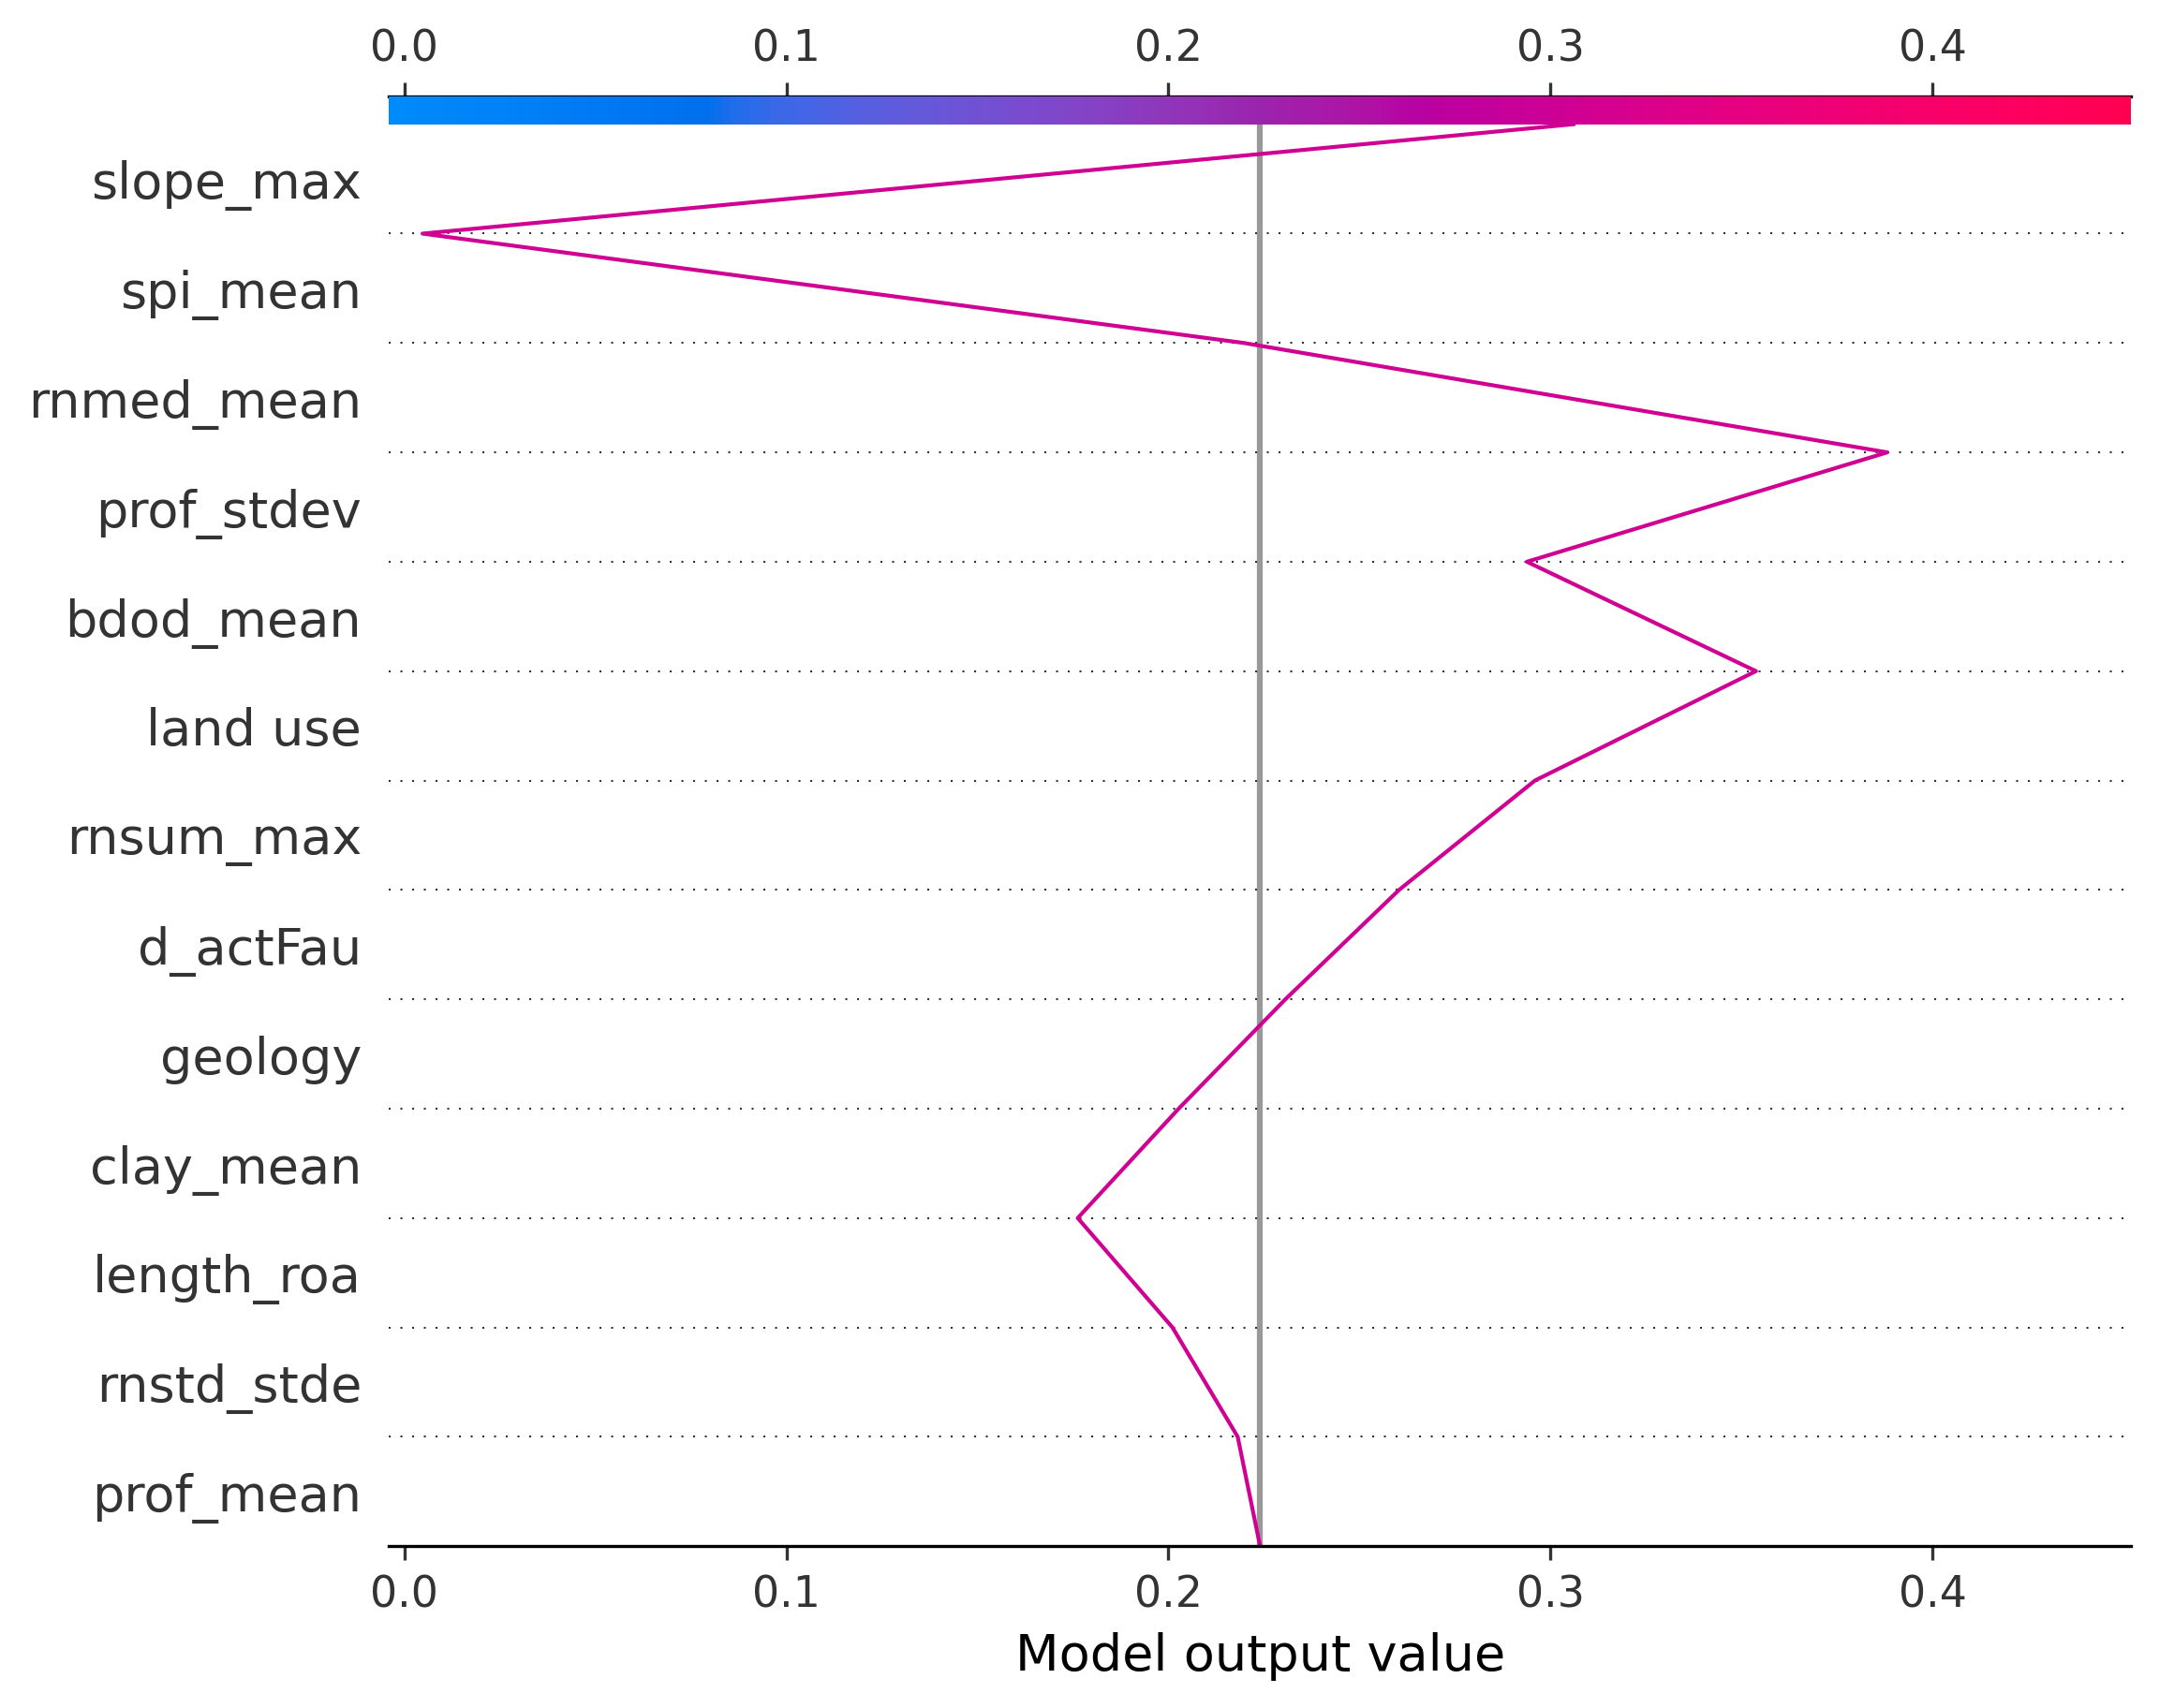 0.0 0.1 0.2 0.3 0.4
slope_max
spi_mean
rnmed_mean
prof_stdev
bdod_mean
land use
rnsum_max
d_actFau
geology
clay_mean
length_roa
rnstd_stde
prof_mean
0.0 0.1 0.2 0.3 0.4
Model output value